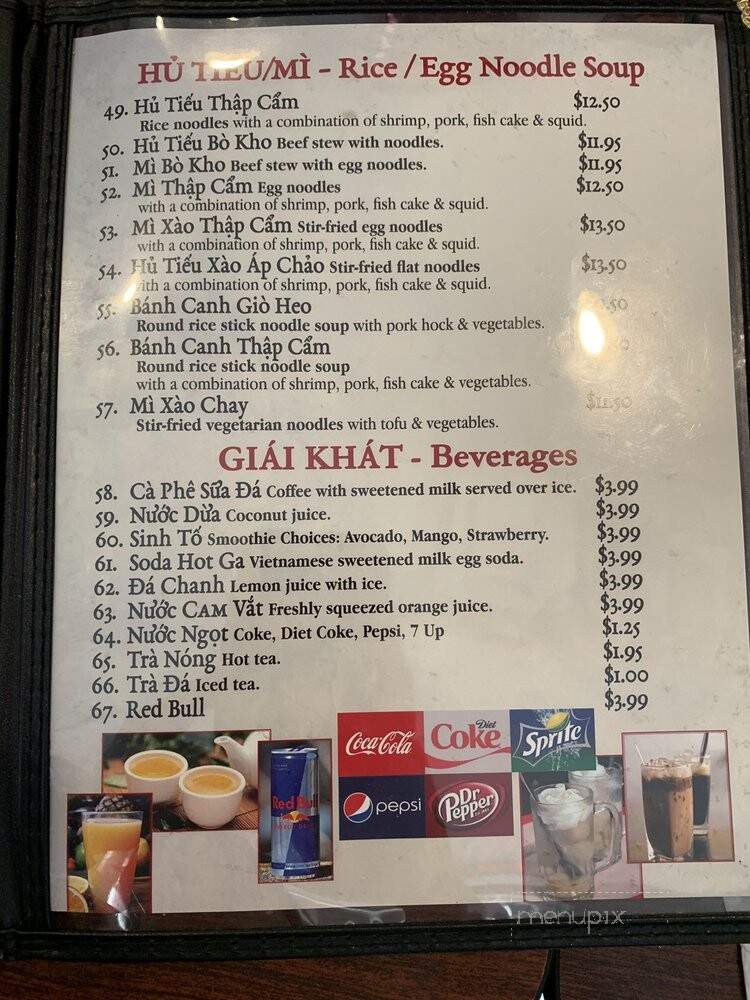 HỦ TIẾU/MÌ - Rice / Egg Noodle Soup
49. Hủ Tiếu Thập Cẩm $12.50
Rice noodles with a combination of shrimp, pork, fish cake & squid.
50. Hủ Tiếu Bò Kho Beef stew with noodles. $11.95
51. Mì Bò Kho Beef stew with egg noodles. $11.95
52. Mì Thập Cẩm Egg noodles $12.50
with a combination of shrimp, pork, fish cake & squid.
53. Mì Xào Thập Cẩm Stir-fried egg noodles $13.50
with a combination of shrimp, pork, fish cake & squid.
54. Hủ Tiếu Xào Áp Chảo Stir-fried flat noodles $13.50
with a combination of shrimp, pork, fish cake & squid.
55. Bánh Canh Giò Heo
Round rice stick noodle soup with pork hock & vegetables.
56. Bánh Canh Thập Cẩm
Round rice stick noodle soup
with a combination of shrimp, pork, fish cake & vegetables.
57. Mì Xào Chay $11.50
Stir-fried vegetarian noodles with tofu & vegetables.
GIÁI KHÁT - Beverages
58. Cà Phê Sữa Đá Coffee with sweetened milk served over ice. $3.99
59. Nước Dừa Coconut juice. $3.99
60. Sinh Tố Smoothie Choices: Avocado, Mango, Strawberry. $3.99
61. Soda Hot Ga Vietnamese sweetened milk egg soda. $3.99
62. Đá Chanh Lemon juice with ice. $3.99
63. Nước CAM Vắt Freshly squeezed orange juice. $3.99
64. Nước Ngọt Coke, Diet Coke, Pepsi, 7 Up $1.25
65. Trà Nóng Hot tea. $1.95
66. Trà Đá Iced tea. $1.00
67. Red Bull $3.99
Coca-Cola
Diet
Coke
Sprite
Red Bull
pepsi
Dr Pepper
menupix